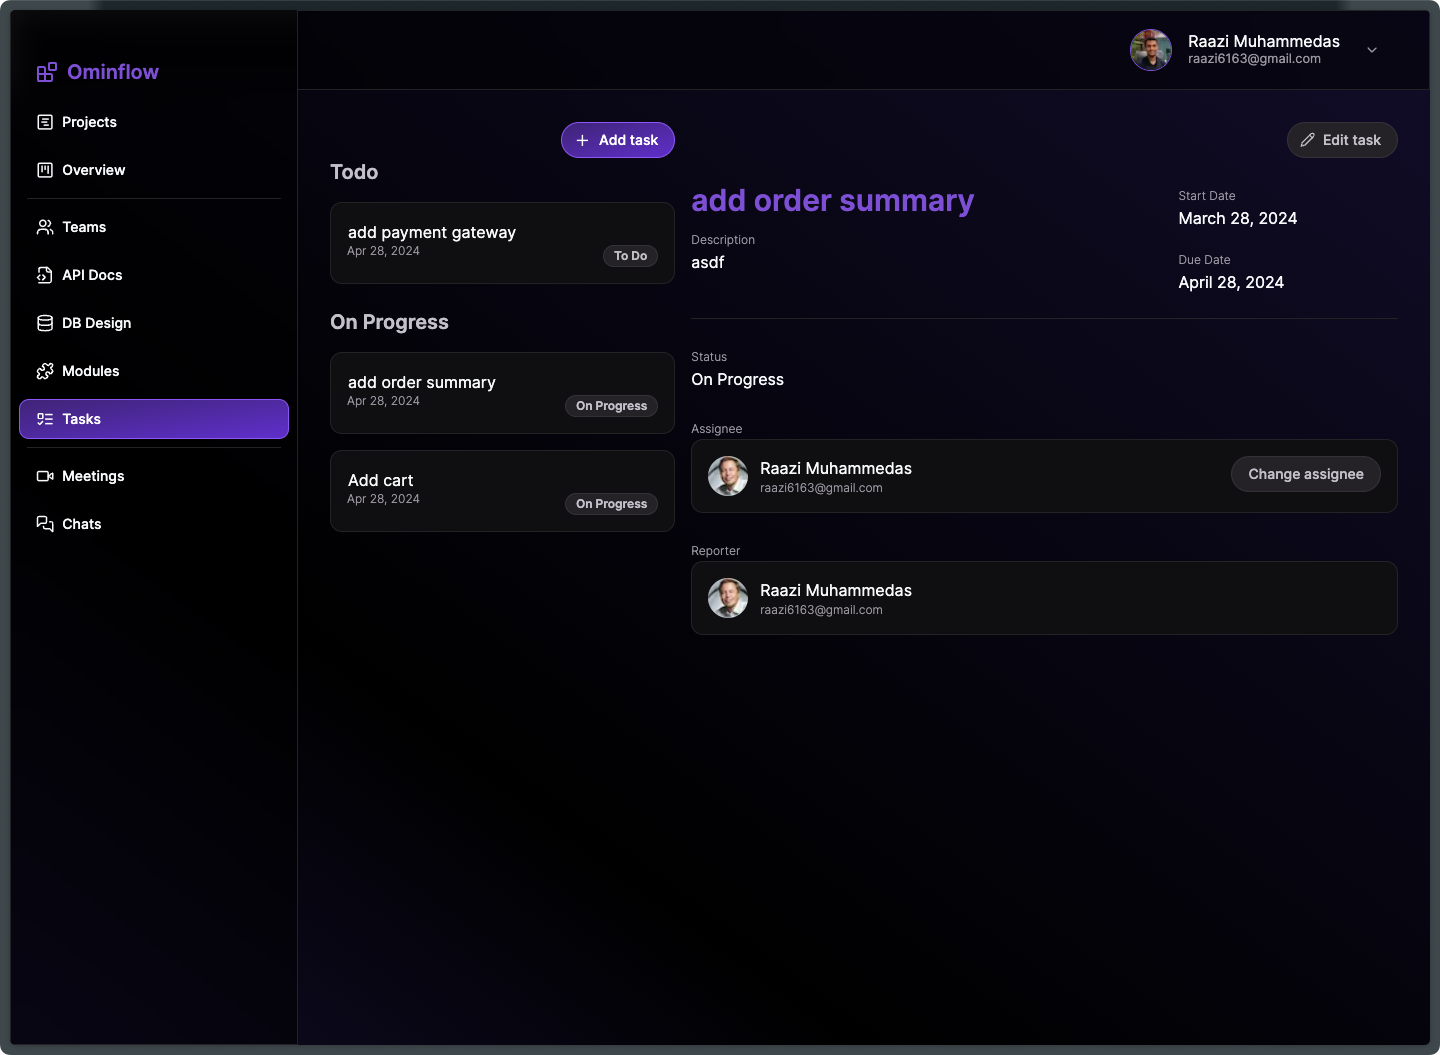 Ominflow
Projects
Overview
Teams
API Docs
DB Design
Modules
Tasks
Meetings
Chats
Raazi Muhammedas
raazi6163@gmail.com
Add task
Todo
add payment gateway
Apr 28, 2024
To Do
On Progress
add order summary
Apr 28, 2024
On Progress
Add cart
Apr 28, 2024
On Progress
Edit task
add order summary
Description
asdf
Start Date
March 28, 2024
Due Date
April 28, 2024
Status
On Progress
Assignee
Raazi Muhammedas
raazi6163@gmail.com
Change assignee
Reporter
Raazi Muhammedas
raazi6163@gmail.com